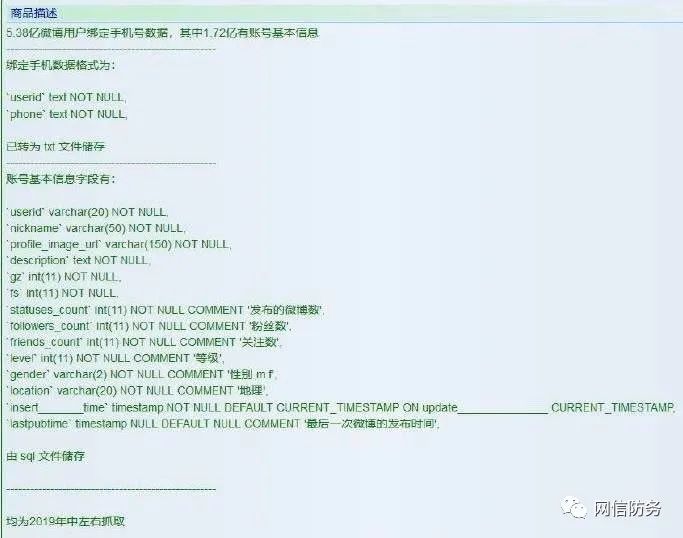 商品描述
5.38亿微博用户绑定手机号数据，其中1.72亿有账号基本信息
--------------------------------------------------
绑定手机数据格式为：
`userid` text NOT NULL,
`phone` text NOT NULL,
已转为 txt 文件储存
--------------------------------------------------
账号基本信息字段有：
`userid` varchar(20) NOT NULL,
`nickname` varchar(50) NOT NULL,
`profile_image_url` varchar(150) NOT NULL,
`description` text NOT NULL,
`gz` int(11) NOT NULL,
`fs` int(11) NOT NULL,
`statuses_count` int(11) NOT NULL COMMENT '发布的微博数',
`followers_count` int(11) NOT NULL COMMENT '粉丝数',
`friends_count` int(11) NOT NULL COMMENT '关注数',
`level` int(11) NOT NULL COMMENT '等级',
`gender` varchar(2) NOT NULL COMMENT '性别 m f',
`location` varchar(20) NOT NULL COMMENT '地理',
`insert_______time` timestamp NOT NULL DEFAULT CURRENT_TIMESTAMP ON update______________ CURRENT_TIMESTAMP,
`lastpubtime` timestamp NULL DEFAULT NULL COMMENT '最后一次微博的发布时间',
由 sql 文件储存
--------------------------------------------------
均为2019年中左右抓取
网信防务